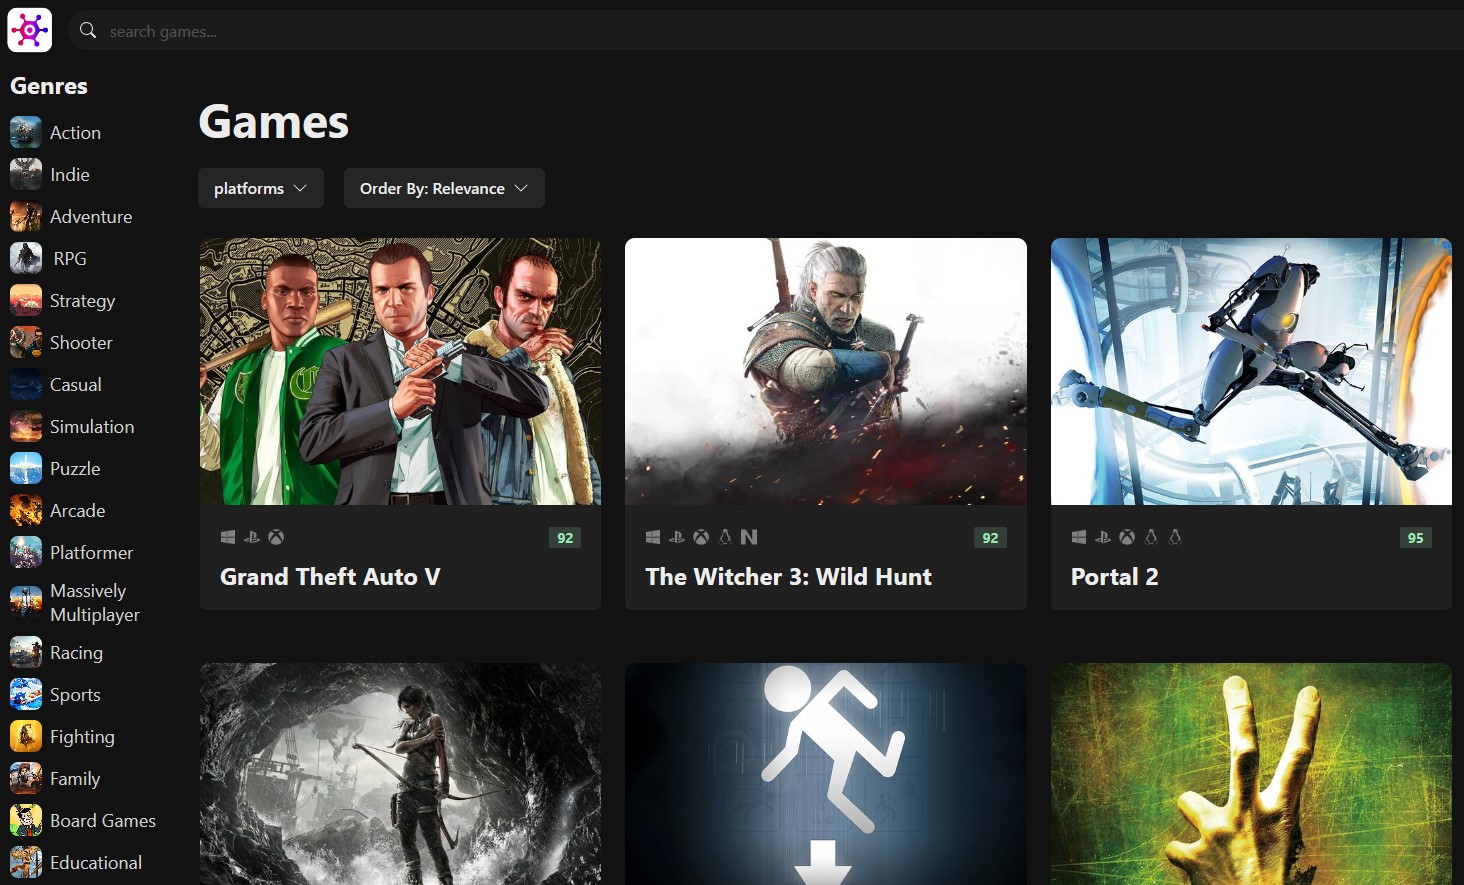 search games...
Genres
Action
Indie
Adventure
RPG
Strategy
Shooter
Casual
Simulation
Puzzle
Arcade
Platformer
Massively
Multiplayer
Racing
Sports
Fighting
Family
Board Games
Educational
Games
platforms
Order By: Relevance
92
Grand Theft Auto V
92
The Witcher 3: Wild Hunt
95
Portal 2